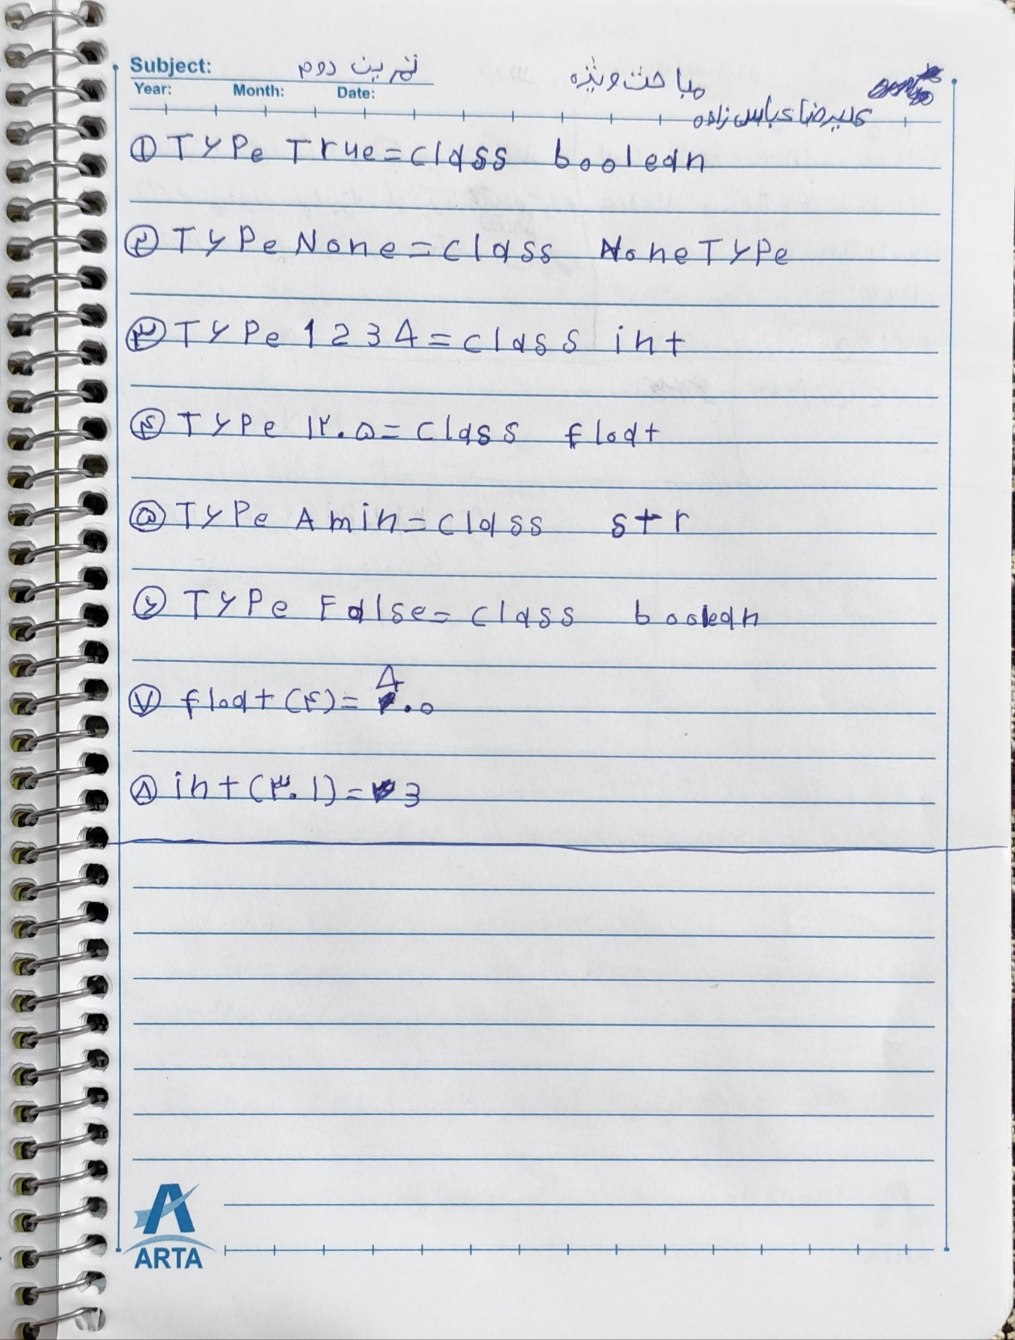 Subject: تمرین دوم مباحث ویژه
Year: Month: Date:
علیرضا عباس زاده
① Type True = class boolean
② Type None = class NoneType
③ Type 1234 = class int
④ Type ۱۲.۵ = class float
⑤ Type Amin = class str
⑥ Type False = class boolean
⑦ float (۴) = 4.0
⑧ int (۳.۱) = 3
ARTA